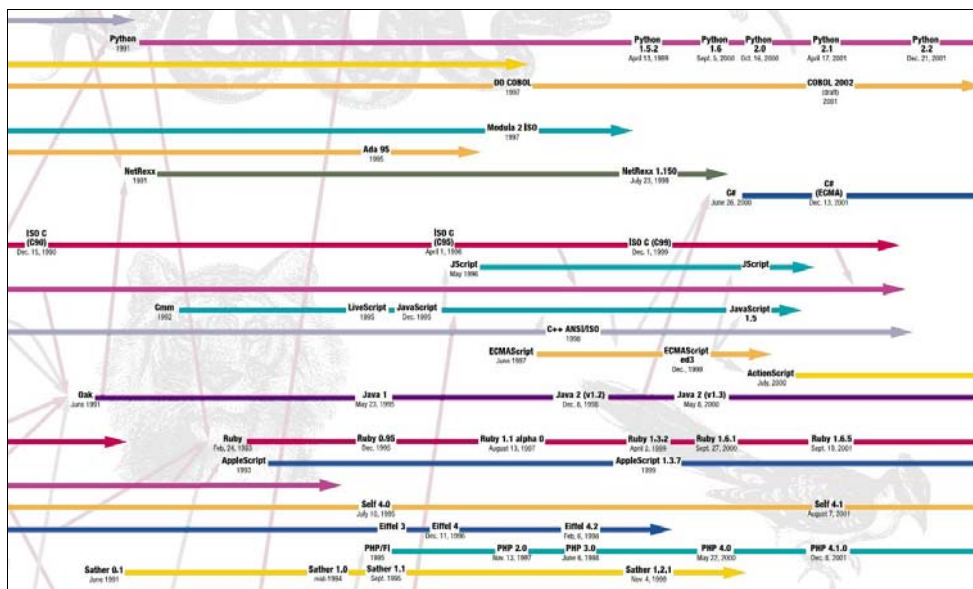 Python
1991
Python
1.5.2
April 13, 1999
Python
1.6
Sept. 5, 2000
Python
2.0
Oct. 16, 2000
Python
2.1
April 17, 2001
Python
2.2
Dec. 21, 2001
OO COBOL
1997
COBOL 2002
(draft)
2001
Modula 2 ISO
1997
Ada 95
1995
NetRexx
1991
NetRexx 1.150
July 23, 1999
C#
June 26, 2000
C#
(ECMA)
Dec. 13, 2001
ISO C
(C90)
Dec. 15, 1990
ISO C
(C95)
April 1, 1996
ISO C (C99)
Dec. 1, 1999
JScript
May 1996
JScript
Cmm
1992
LiveScript
1995
JavaScript
Dec. 1995
JavaScript
1.5
C++ ANSI/ISO
1998
ECMAScript
June 1997
ECMAScript
ed3
Dec., 1999
ActionScript
July, 2000
Oak
June 1991
Java 1
May 23, 1995
Java 2 (v1.2)
Dec. 8, 1998
Java 2 (v1.3)
May 8, 2000
Ruby
Feb. 24, 1993
Ruby 0.95
Dec. 1995
Ruby 1.1 alpha 0
August 13, 1997
Ruby 1.3.2
April 2, 1999
Ruby 1.6.1
Sept. 27, 2000
Ruby 1.6.5
Sept. 19, 2001
AppleScript
1993
AppleScript 1.3.7
1999
Self 4.0
July 10, 1995
Self 4.1
August 7, 2001
Eiffel 3
Eiffel 4
Dec. 11, 1996
Eiffel 4.2
Feb. 6, 1998
PHP/FI
1995
PHP 2.0
Nov. 13, 1997
PHP 3.0
June 6, 1998
PHP 4.0
May 22, 2000
PHP 4.1.0
Dec. 8, 2001
Sather 0.1
June 1991
Sather 1.0
mid-1994
Sather 1.1
Sept. 1995
Sather 1.2.1
Nov. 4, 1999